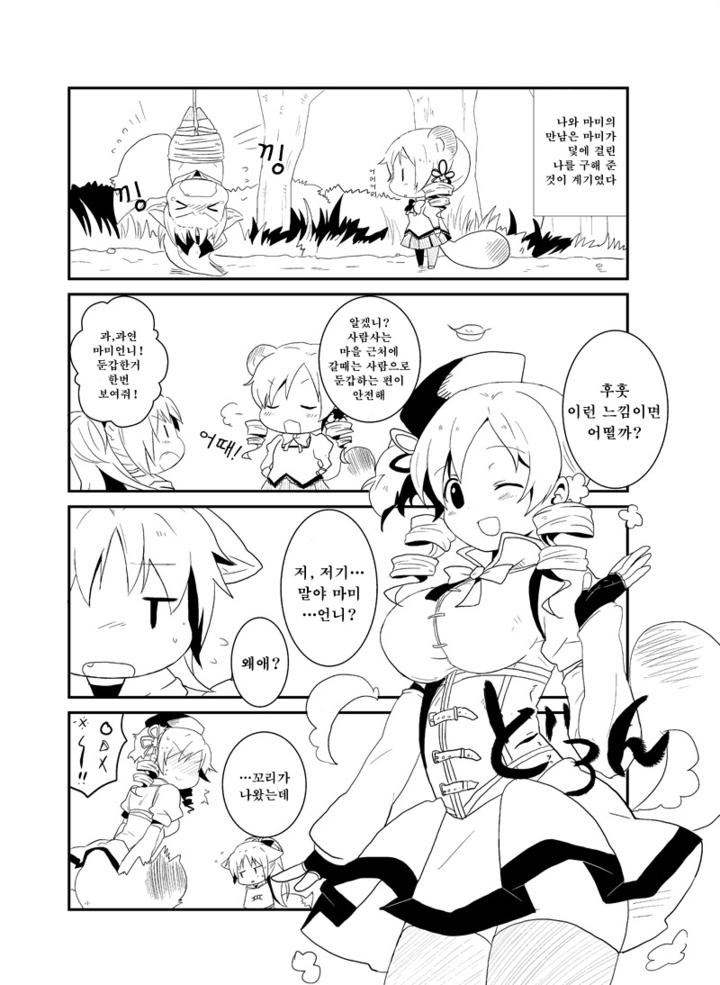 나와 마미의
만남은 마미가
덫에 걸린
나를 구해 준
것이 계기였다
낑!
낑!
알겠니?
사람사는
마을 근처에
갈때는 사람으로
둔갑하는 편이
안전해
과,과연
마미언니!
둔갑한거
한번
보여줘!
어때!
후훗
이런 느낌이면
어떨까?
どろん
저, 저기…
말야 마미
…언니?
왜애?
…꼬리가
나왔는데